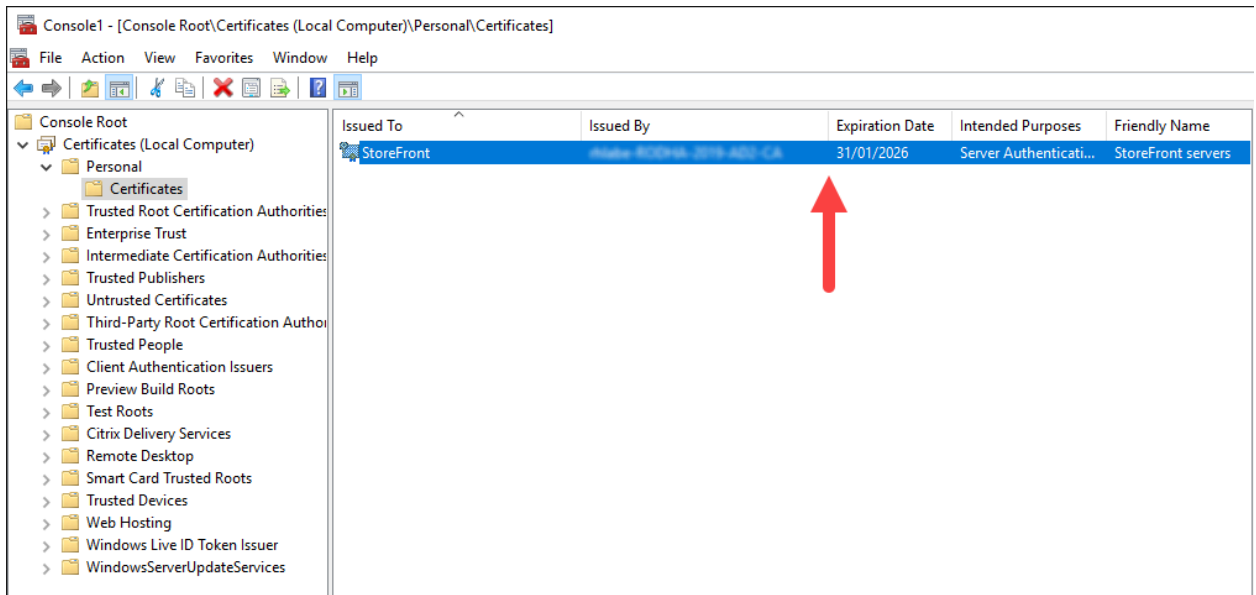 Console1 - [Console Root\Certificates (Local Computer)\Personal\Certificates]
File Action View Favorites Window Help
Console Root
Certificates (Local Computer)
Personal
Certificates
Trusted Root Certification Authorities
Enterprise Trust
Intermediate Certification Authorities
Trusted Publishers
Untrusted Certificates
Third-Party Root Certification Author
Trusted People
Client Authentication Issuers
Preview Build Roots
Test Roots
Citrix Delivery Services
Remote Desktop
Smart Card Trusted Roots
Trusted Devices
Web Hosting
Windows Live ID Token Issuer
WindowsServerUpdateServices
Issued To Issued By Expiration Date Intended Purposes Friendly Name
StoreFront 31/01/2026 Server Authenticati... StoreFront servers